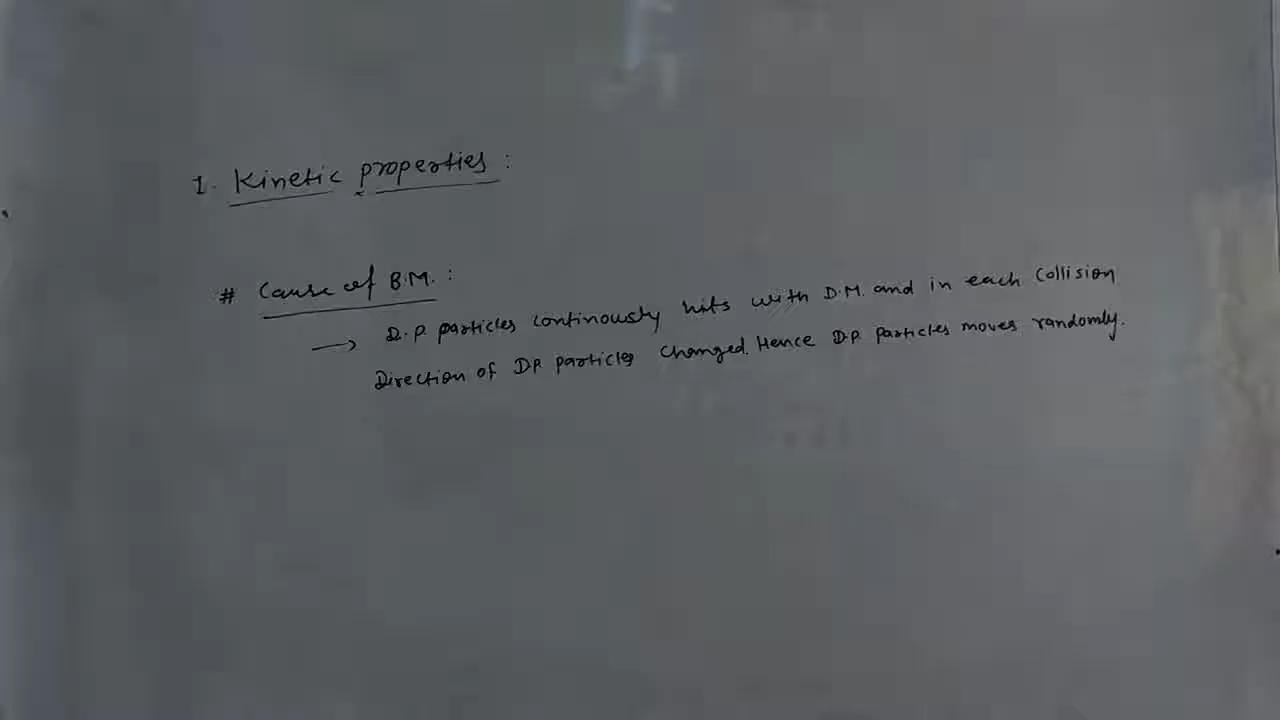 1. Kinetic properties :
# Cause of B.M. :
→ D.P particles continously hits with D.M. and in each collision
Direction of D.P. particles changed. Hence D.P. particles moves randomly.